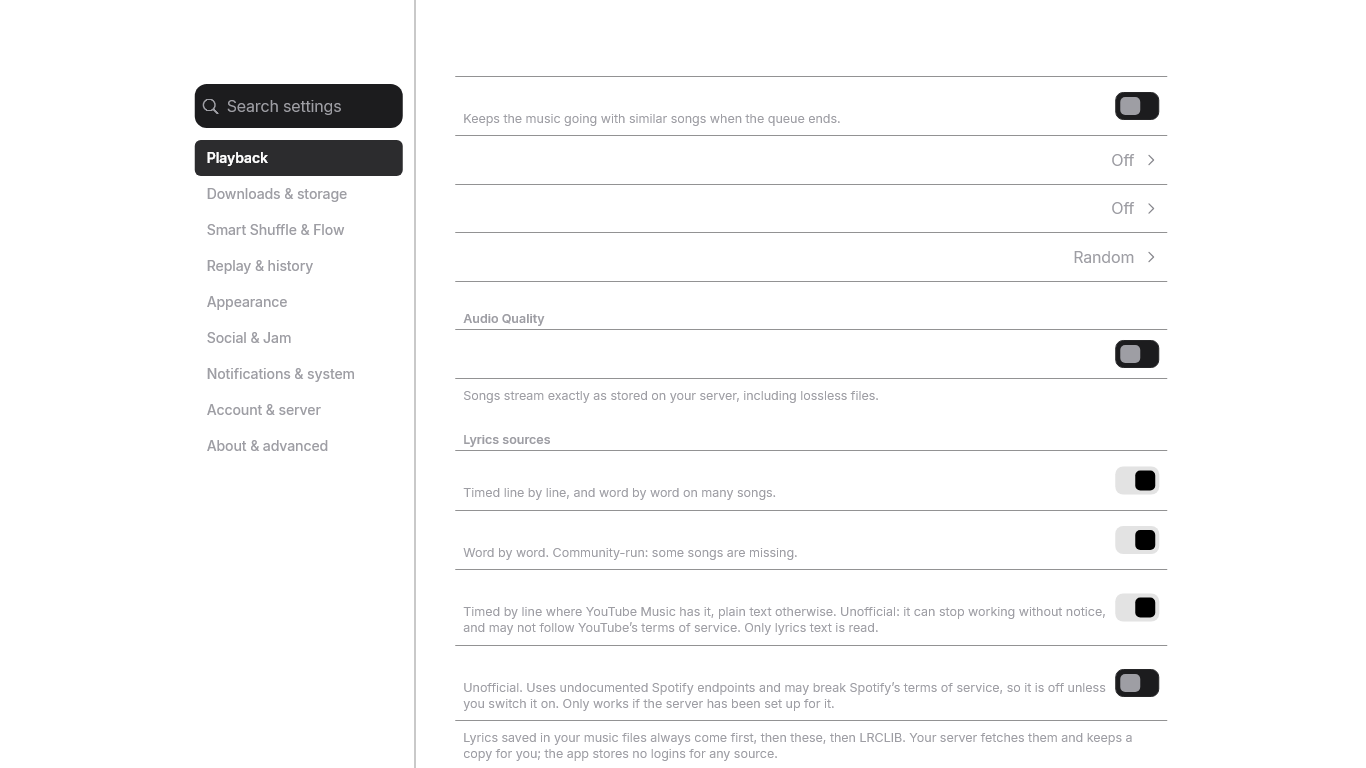 Search settings
Playback
Downloads & storage
Smart Shuffle & Flow
Replay & history
Appearance
Social & Jam
Notifications & system
Account & server
About & advanced
Keeps the music going with similar songs when the queue ends.
Off
Off
Random
Audio Quality
Songs stream exactly as stored on your server, including lossless files.
Lyrics sources
Timed line by line, and word by word on many songs.
Word by word. Community-run: some songs are missing.
Timed by line where YouTube Music has it, plain text otherwise. Unofficial: it can stop working without notice,
and may not follow YouTube’s terms of service. Only lyrics text is read.
Unofficial. Uses undocumented Spotify endpoints and may break Spotify’s terms of service, so it is off unless
you switch it on. Only works if the server has been set up for it.
Lyrics saved in your music files always come first, then these, then LRCLIB. Your server fetches them and keeps a
copy for you; the app stores no logins for any source.